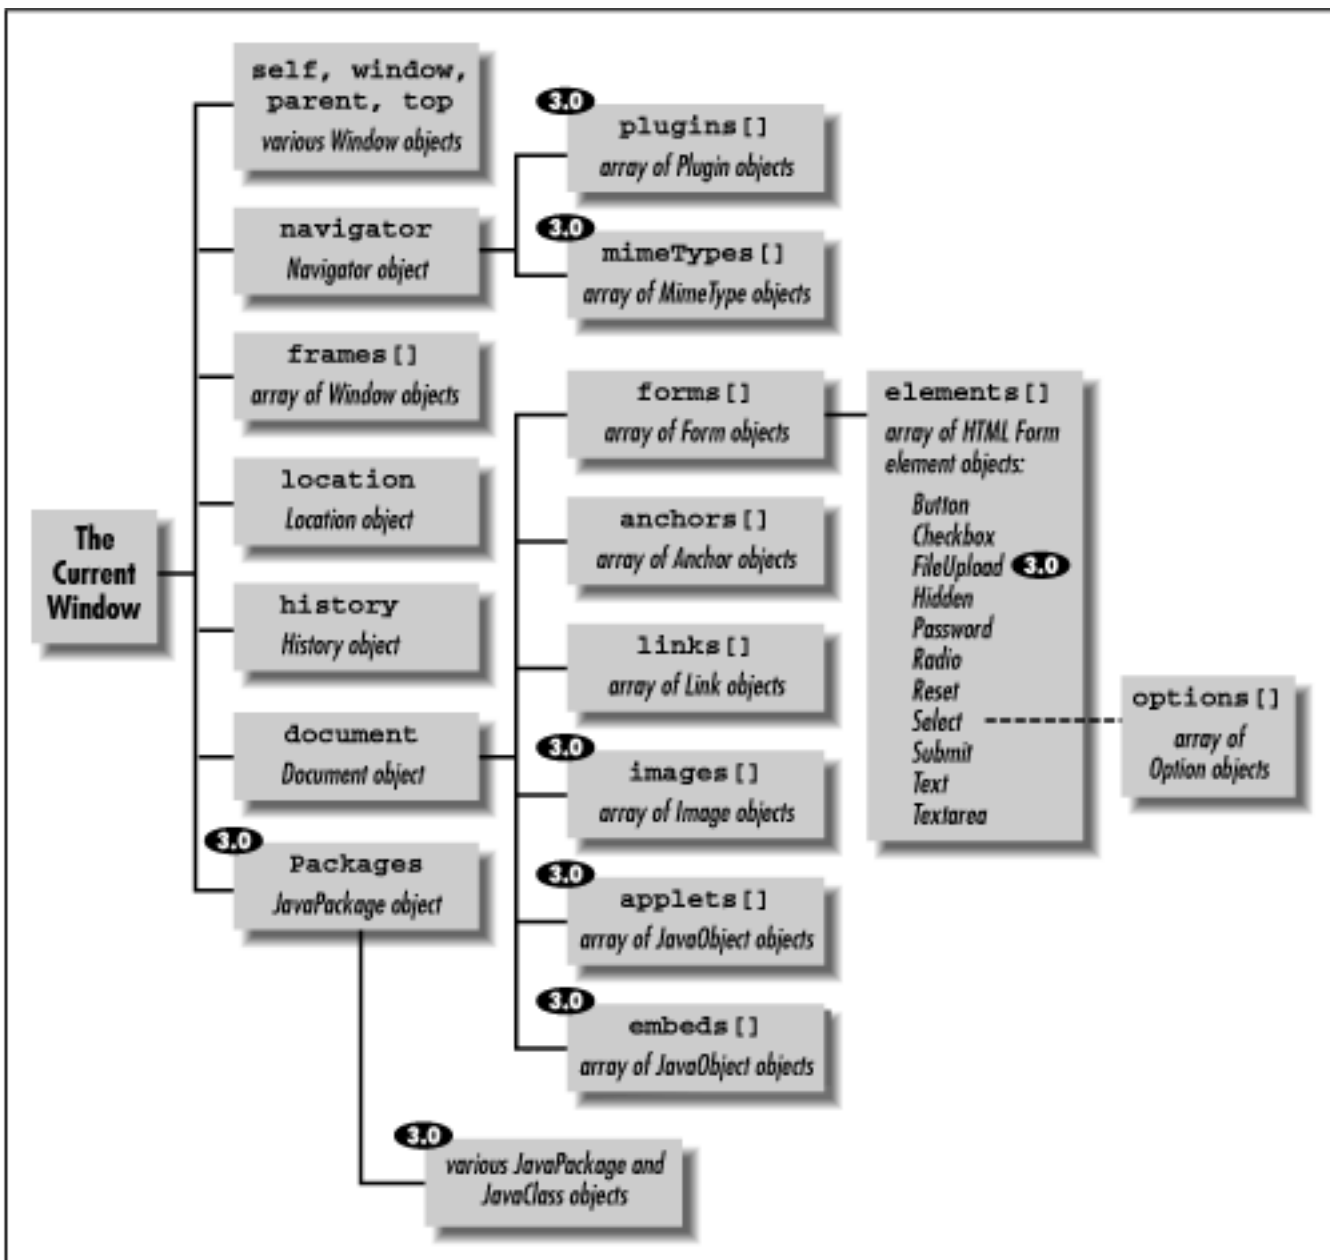 self, window,
parent, top
various Window objects
3.0
plugins[]
array of Plugin objects
navigator
Navigator object
3.0
mimeTypes[]
array of MimeType objects
frames[]
array of Window objects
forms[]
array of Form objects
elements[]
array of HTML Form
element objects:
Button
Checkbox
FileUpload 3.0
Hidden
Password
Radio
Reset
Select
Submit
Text
Textarea
options[]
array of
Option objects
location
Location object
anchors[]
array of Anchor objects
The
Current
Window
history
History object
links[]
array of Link objects
document
Document object
3.0
images[]
array of Image objects
3.0
Packages
JavaPackage object
3.0
applets[]
array of JavaObject objects
3.0
embeds[]
array of JavaObject objects
3.0
various JavaPackage and
JavaClass objects